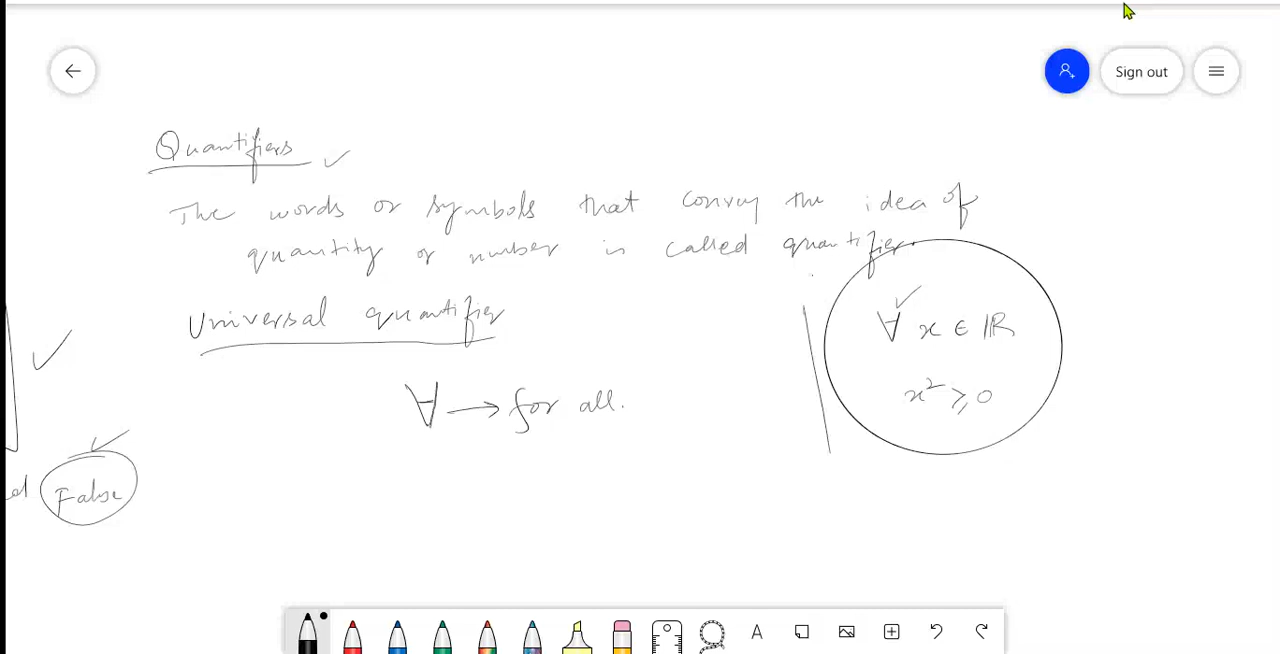 Sign out
Quantifiers ✓
The words or symbols that convey the idea of
quantity or number is called quantifier.
Universal quantifier
∀ → for all.
∀ x ∈ ℝ
x² ≥ 0
ed False
A